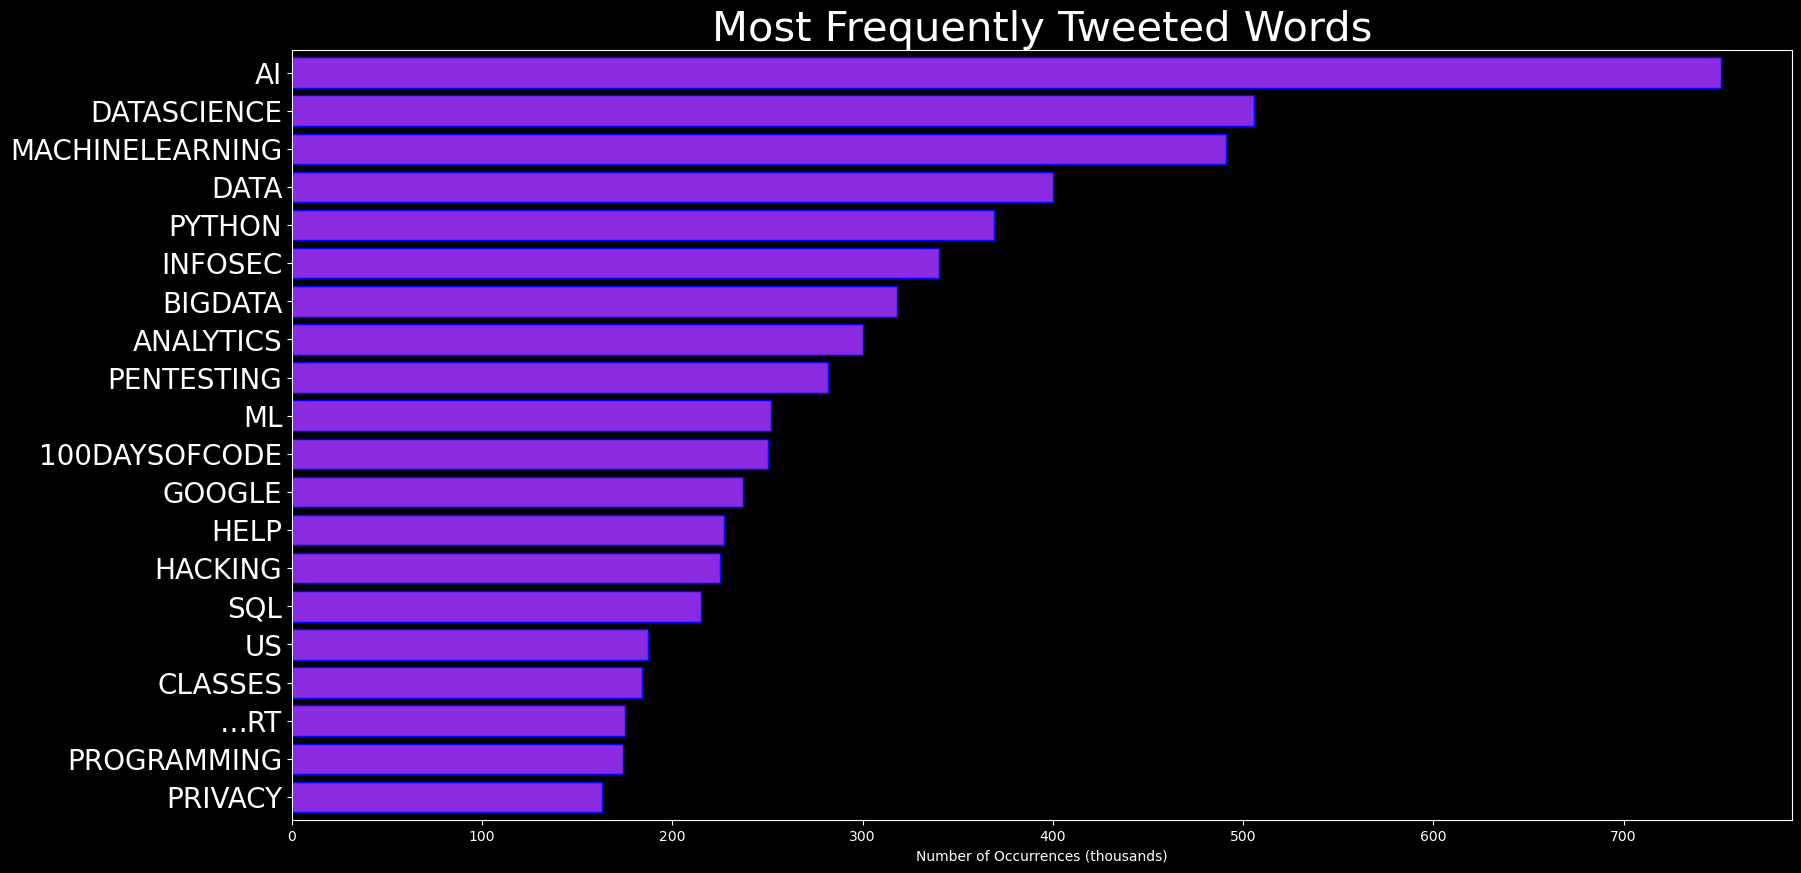 Most Frequently Tweeted Words
AI
DATASCIENCE
MACHINELEARNING
DATA
PYTHON
INFOSEC
BIGDATA
ANALYTICS
PENTESTING
ML
100DAYSOFCODE
GOOGLE
HELP
HACKING
SQL
US
CLASSES
...RT
PROGRAMMING
PRIVACY
0 100 200 300 400 500 600 700
Number of Occurrences (thousands)